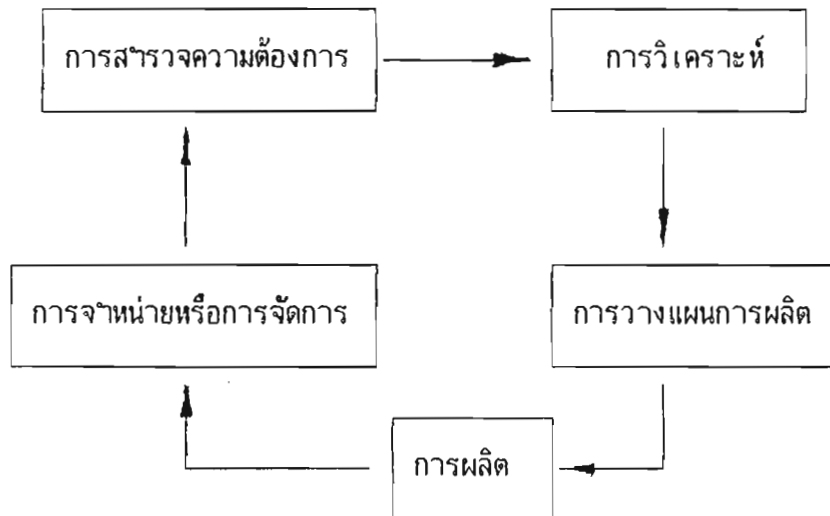 การสำรวจความต้องการ
การวิเคราะห์
การจำหน่ายหรือการจัดการ
การวางแผนการผลิต
การผลิต